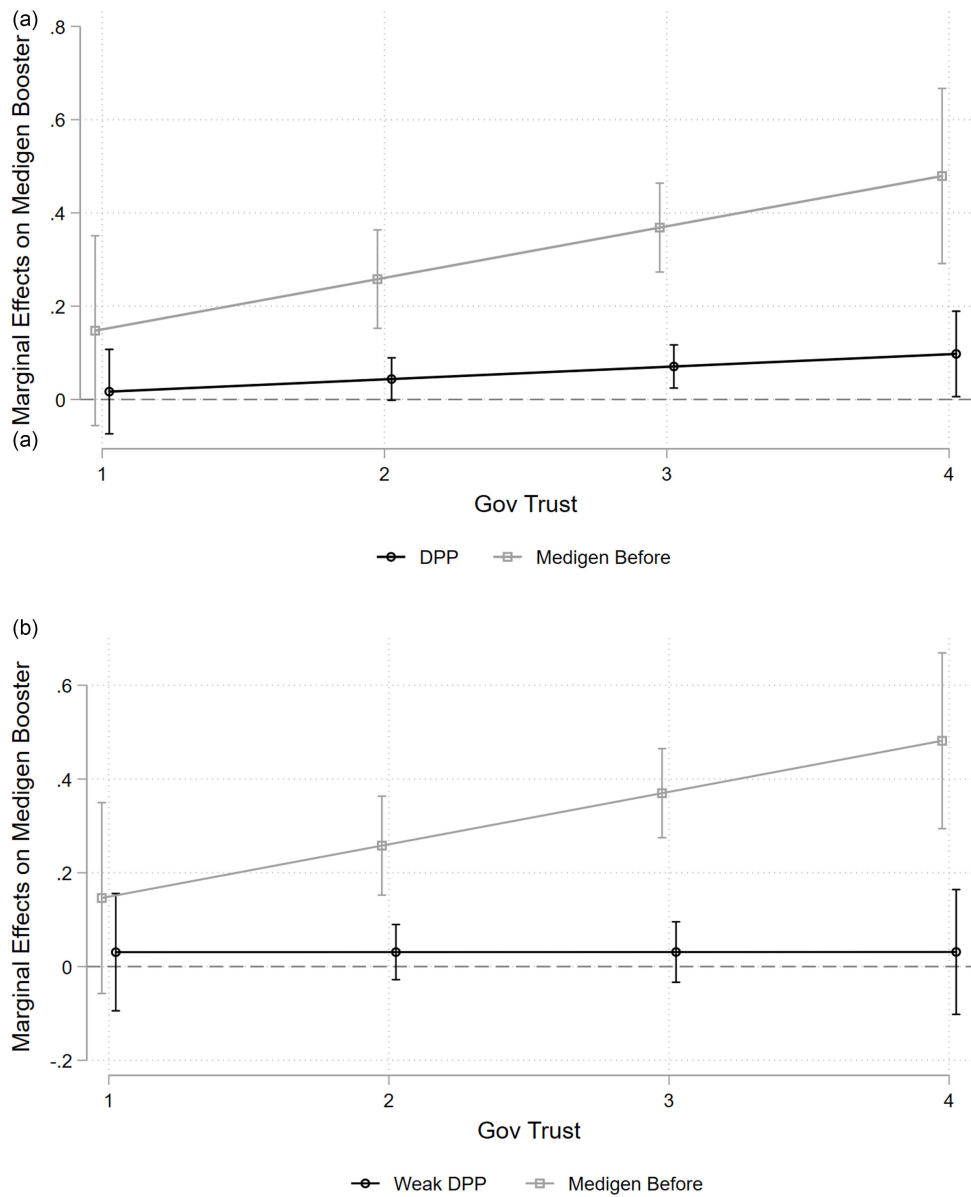 (a)
Marginal Effects on Medigen Booster
.8
.6
.4
.2
0
(a)
1 2 3 4
Gov Trust
DPP Medigen Before
(b)
Marginal Effects on Medigen Booster
.6
.4
.2
0
-.2
1 2 3 4
Gov Trust
Weak DPP Medigen Before